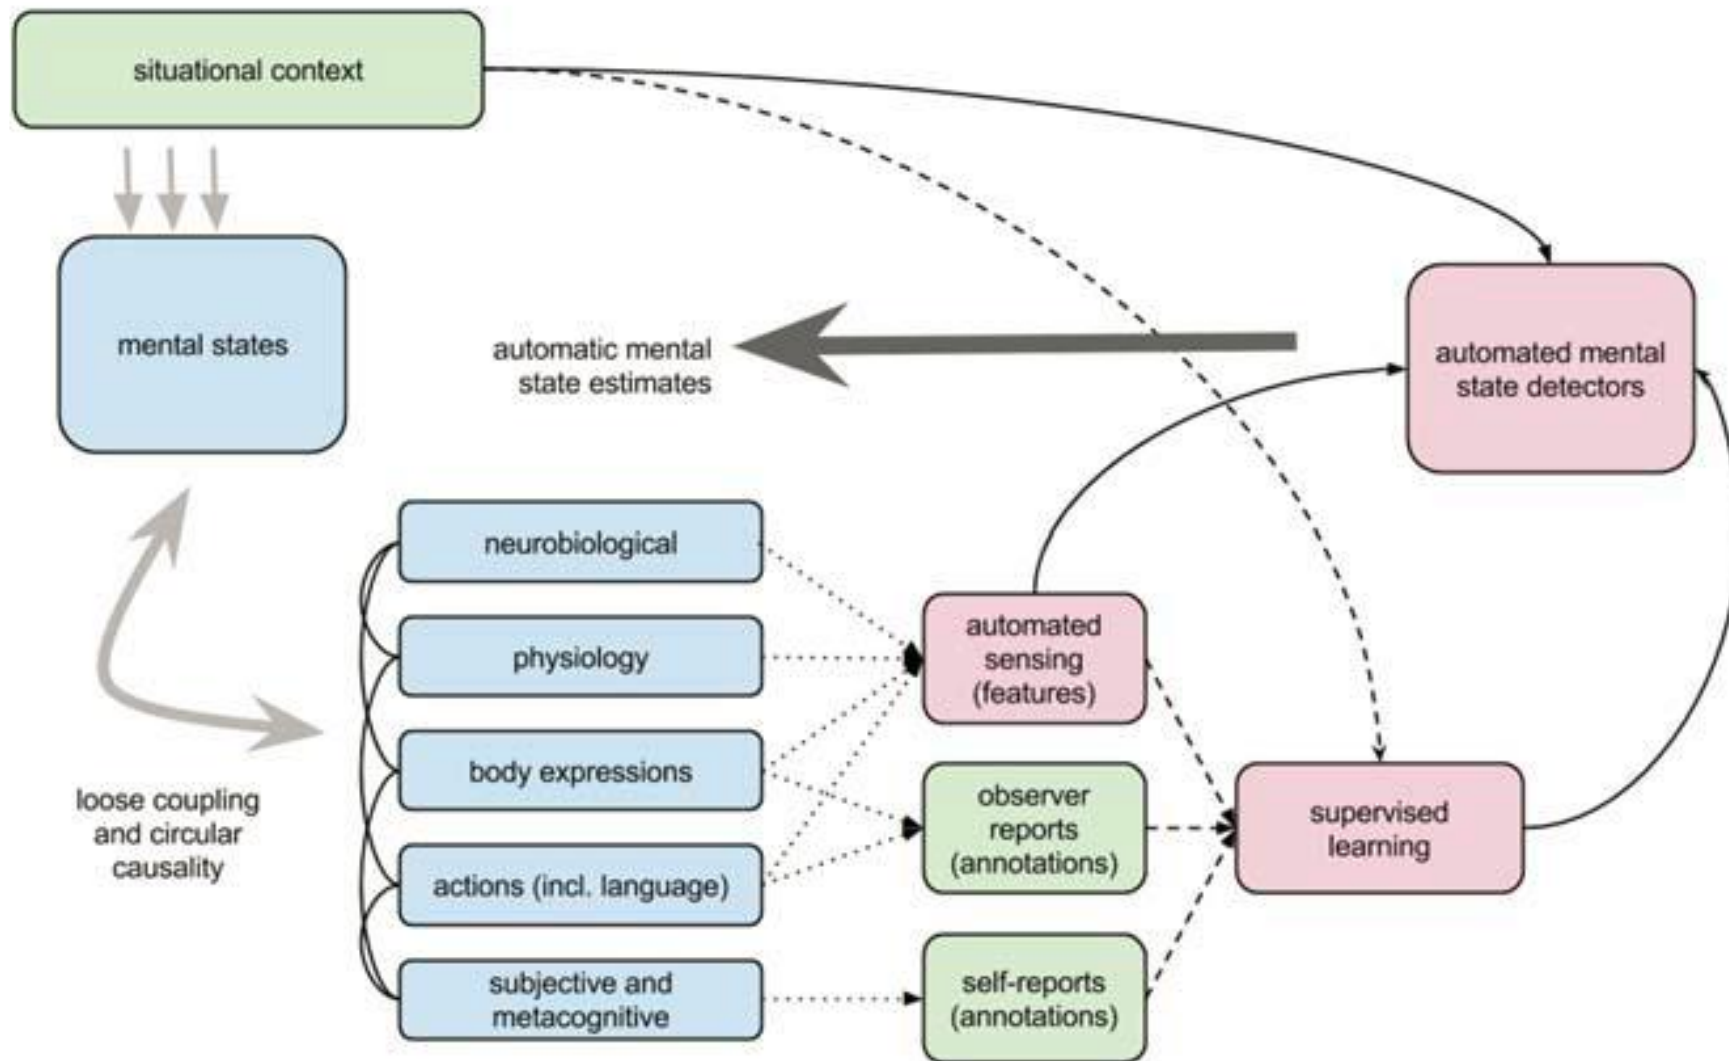 situational context
mental states
automatic mental
state estimates
automated mental
state detectors
neurobiological
physiology
body expressions
actions (incl. language)
subjective and
metacognitive
loose coupling
and circular
causality
automated
sensing
(features)
observer
reports
(annotations)
self-reports
(annotations)
supervised
learning